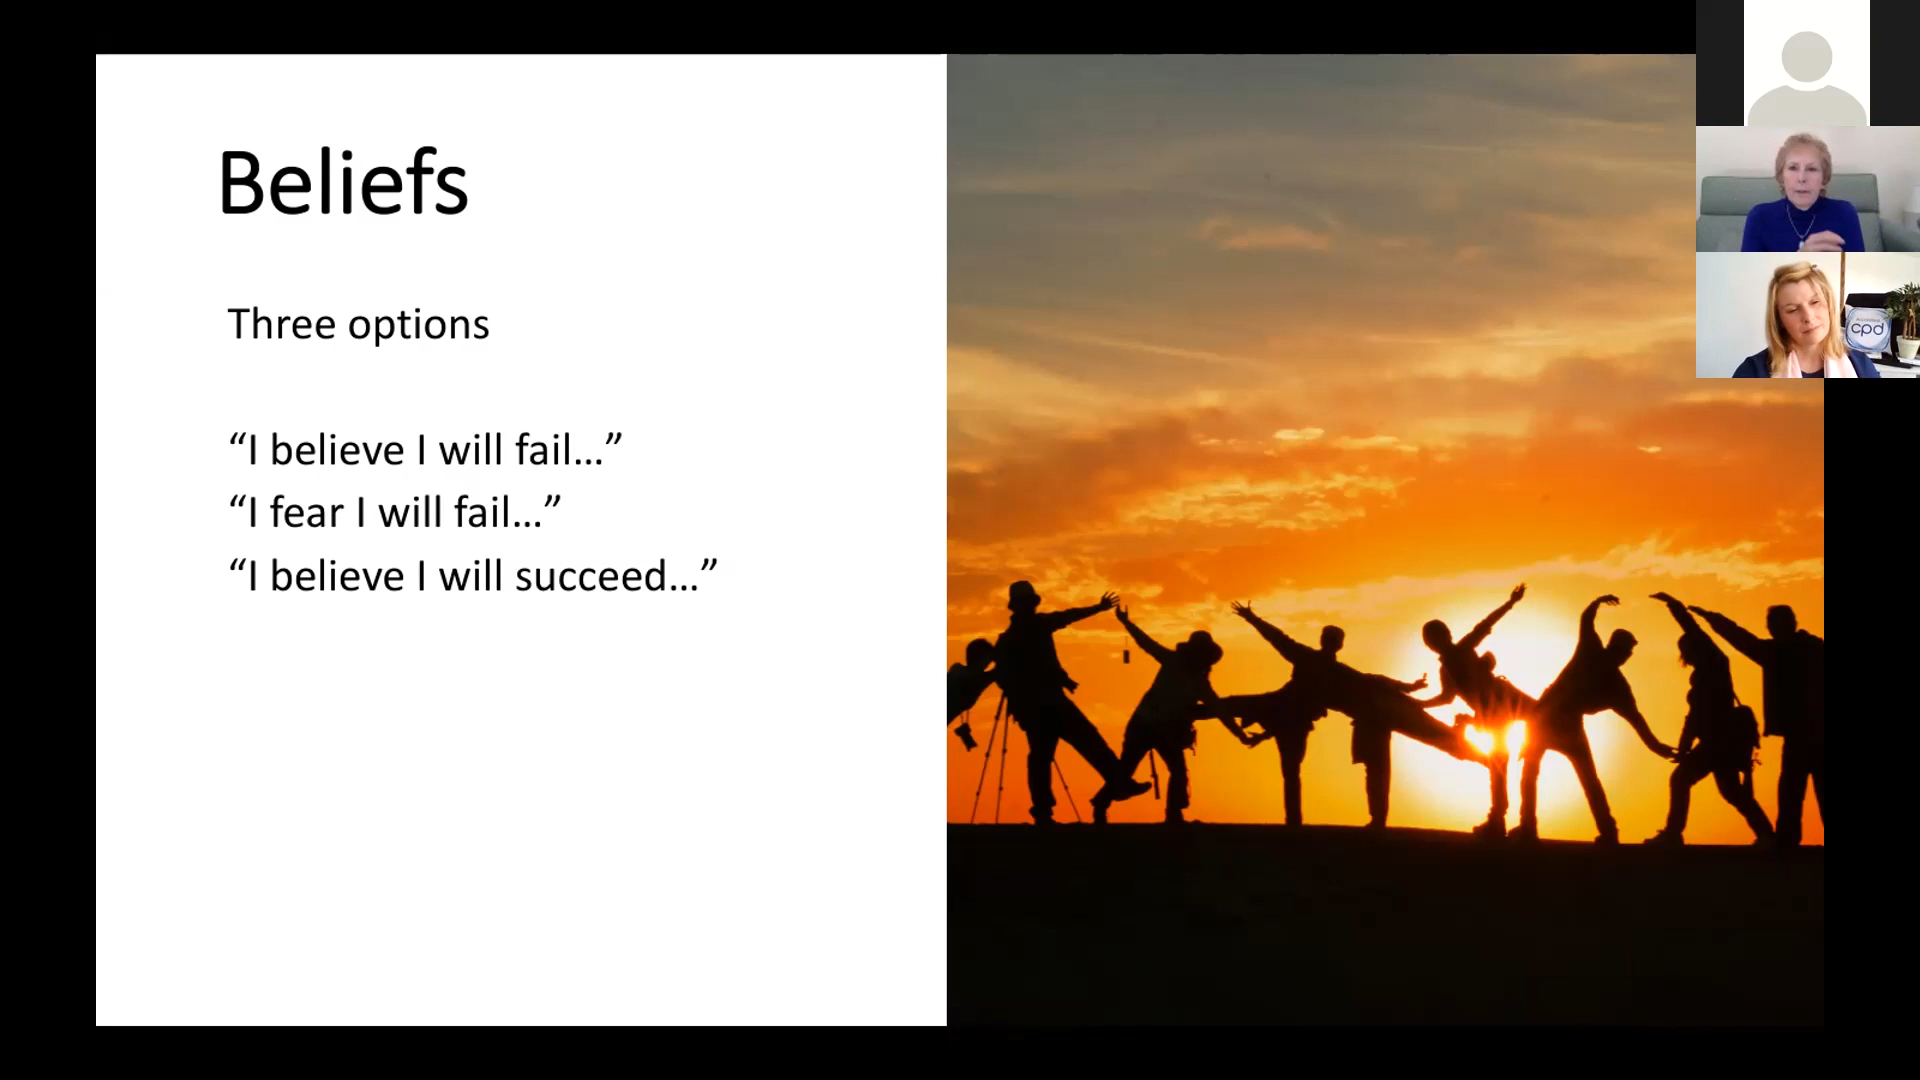 Beliefs
Three options
“I believe I will fail…”
“I fear I will fail…”
“I believe I will succeed…”
cpd